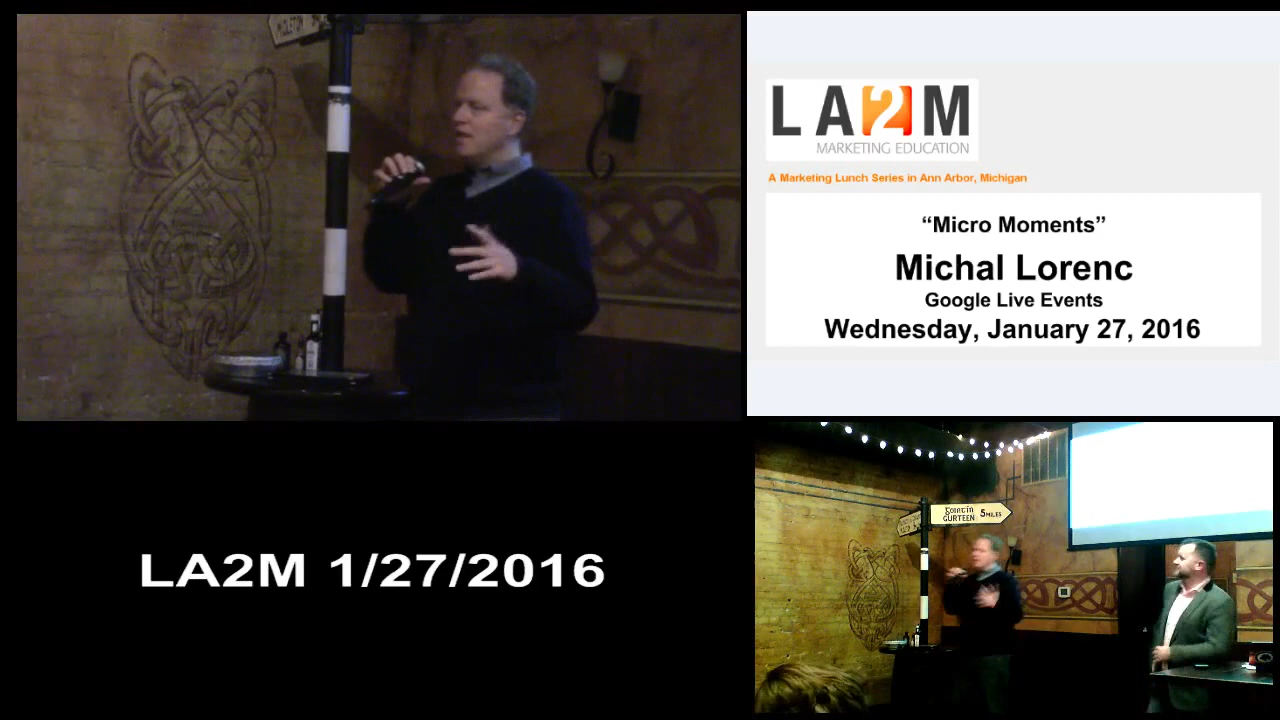 LA2M
MARKETING EDUCATION
A Marketing Lunch Series in Ann Arbor, Michigan
“Micro Moments”
Michal Lorenc
Google Live Events
Wednesday, January 27, 2016
LA2M 1/27/2016
GURTEEN 5 MILES